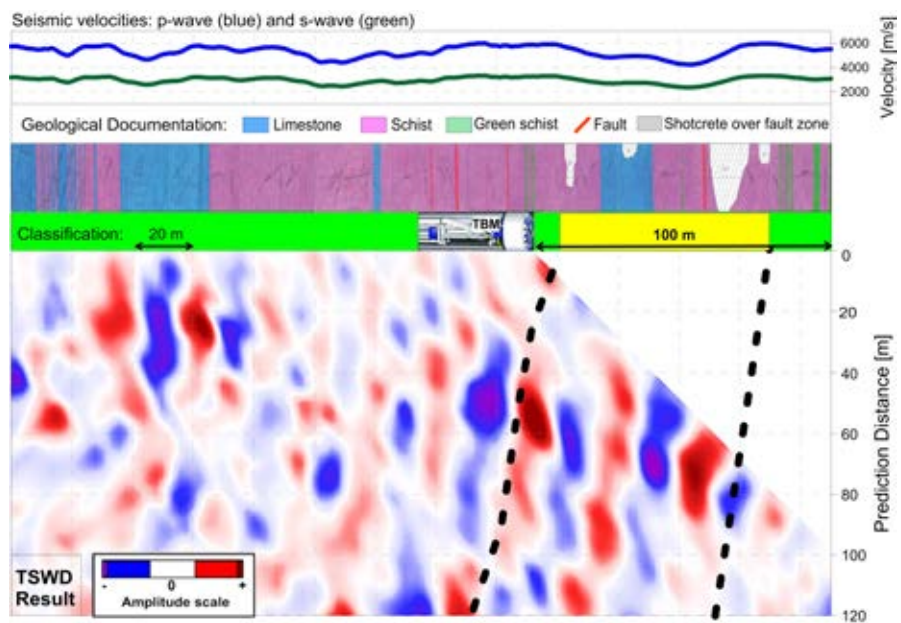 Seismic velocities: p-wave (blue) and s-wave (green)
6000
4000
2000
Velocity [m/s]
Geological Documentation: Limestone Schist Green schist Fault Shotcrete over fault zone
Classification: 20 m TBM 100 m
0
20
40
60
80
100
120
Prediction Distance [m]
TSWD
Result
- 0 +
Amplitude scale